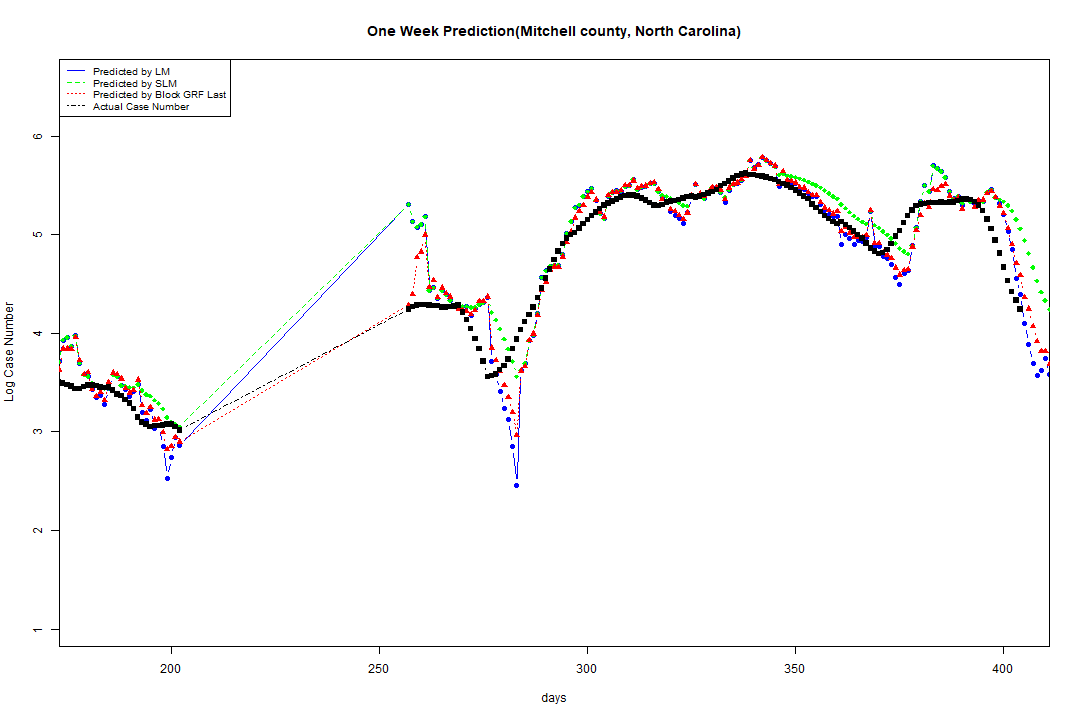 One Week Prediction(Mitchell county, North Carolina)
Predicted by LM
Predicted by SLM
Predicted by Block GRF Last
Actual Case Number
6
5
4
3
2
1
Log Case Number
200 250 300 350 400
days